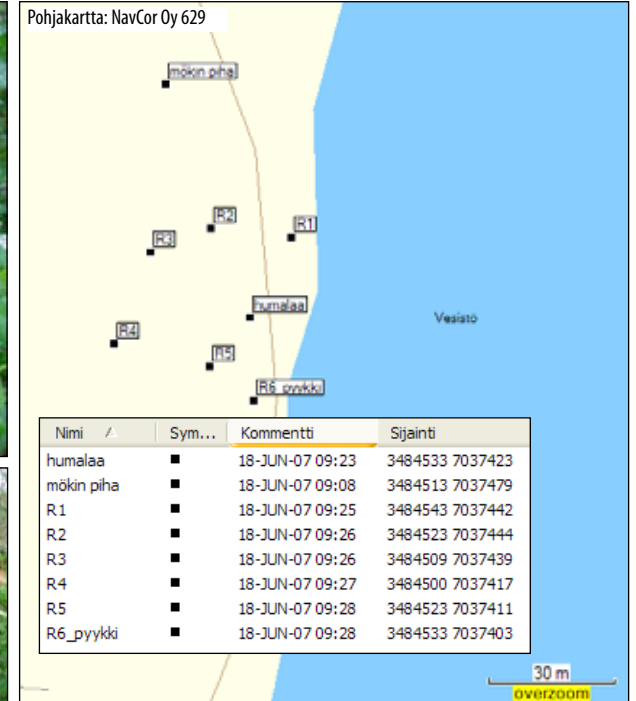 Pohjakartta: NavCor Oy 629
mökin piha
R2
R1
R3
humalaa
Vesistö
R4
R5
R6_pyykki
Nimi Sym... Kommentti Sijainti
humalaa 18-JUN-07 09:23 3484533 7037423
mökin piha 18-JUN-07 09:08 3484513 7037479
R1 18-JUN-07 09:25 3484543 7037442
R2 18-JUN-07 09:26 3484523 7037444
R3 18-JUN-07 09:26 3484509 7037439
R4 18-JUN-07 09:27 3484500 7037417
R5 18-JUN-07 09:28 3484523 7037411
R6_pyykki 18-JUN-07 09:28 3484533 7037403
30 m
overzoom